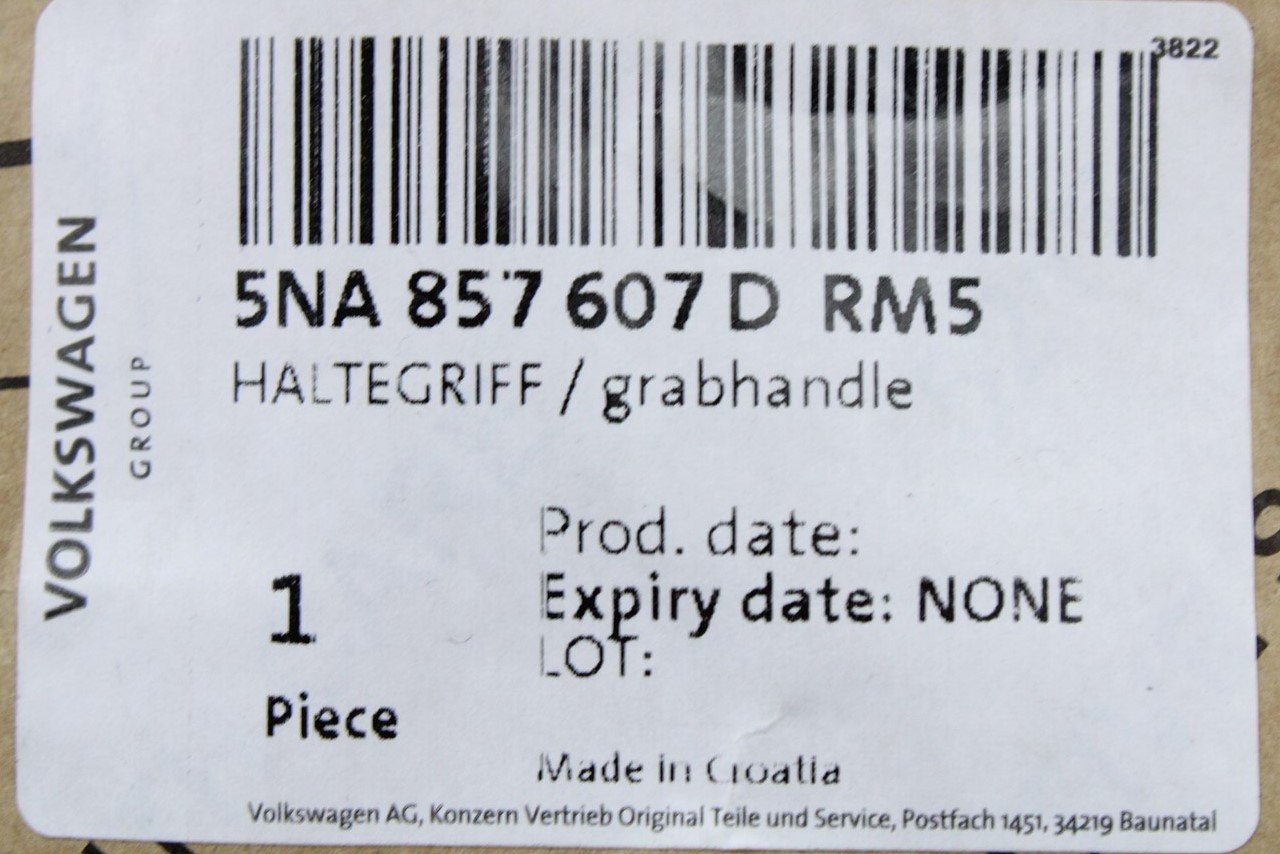 3822
5NA 857 607 D RM5
HALTEGRIFF / grabhandle
VOLKSWAGEN
GROUP
Prod. date:
Expiry date: NONE
LOT:
1
Piece
Made in Croatia
Volkswagen AG, Konzern Vertrieb Original Teile und Service, Postfach 1451, 34219 Baunatal